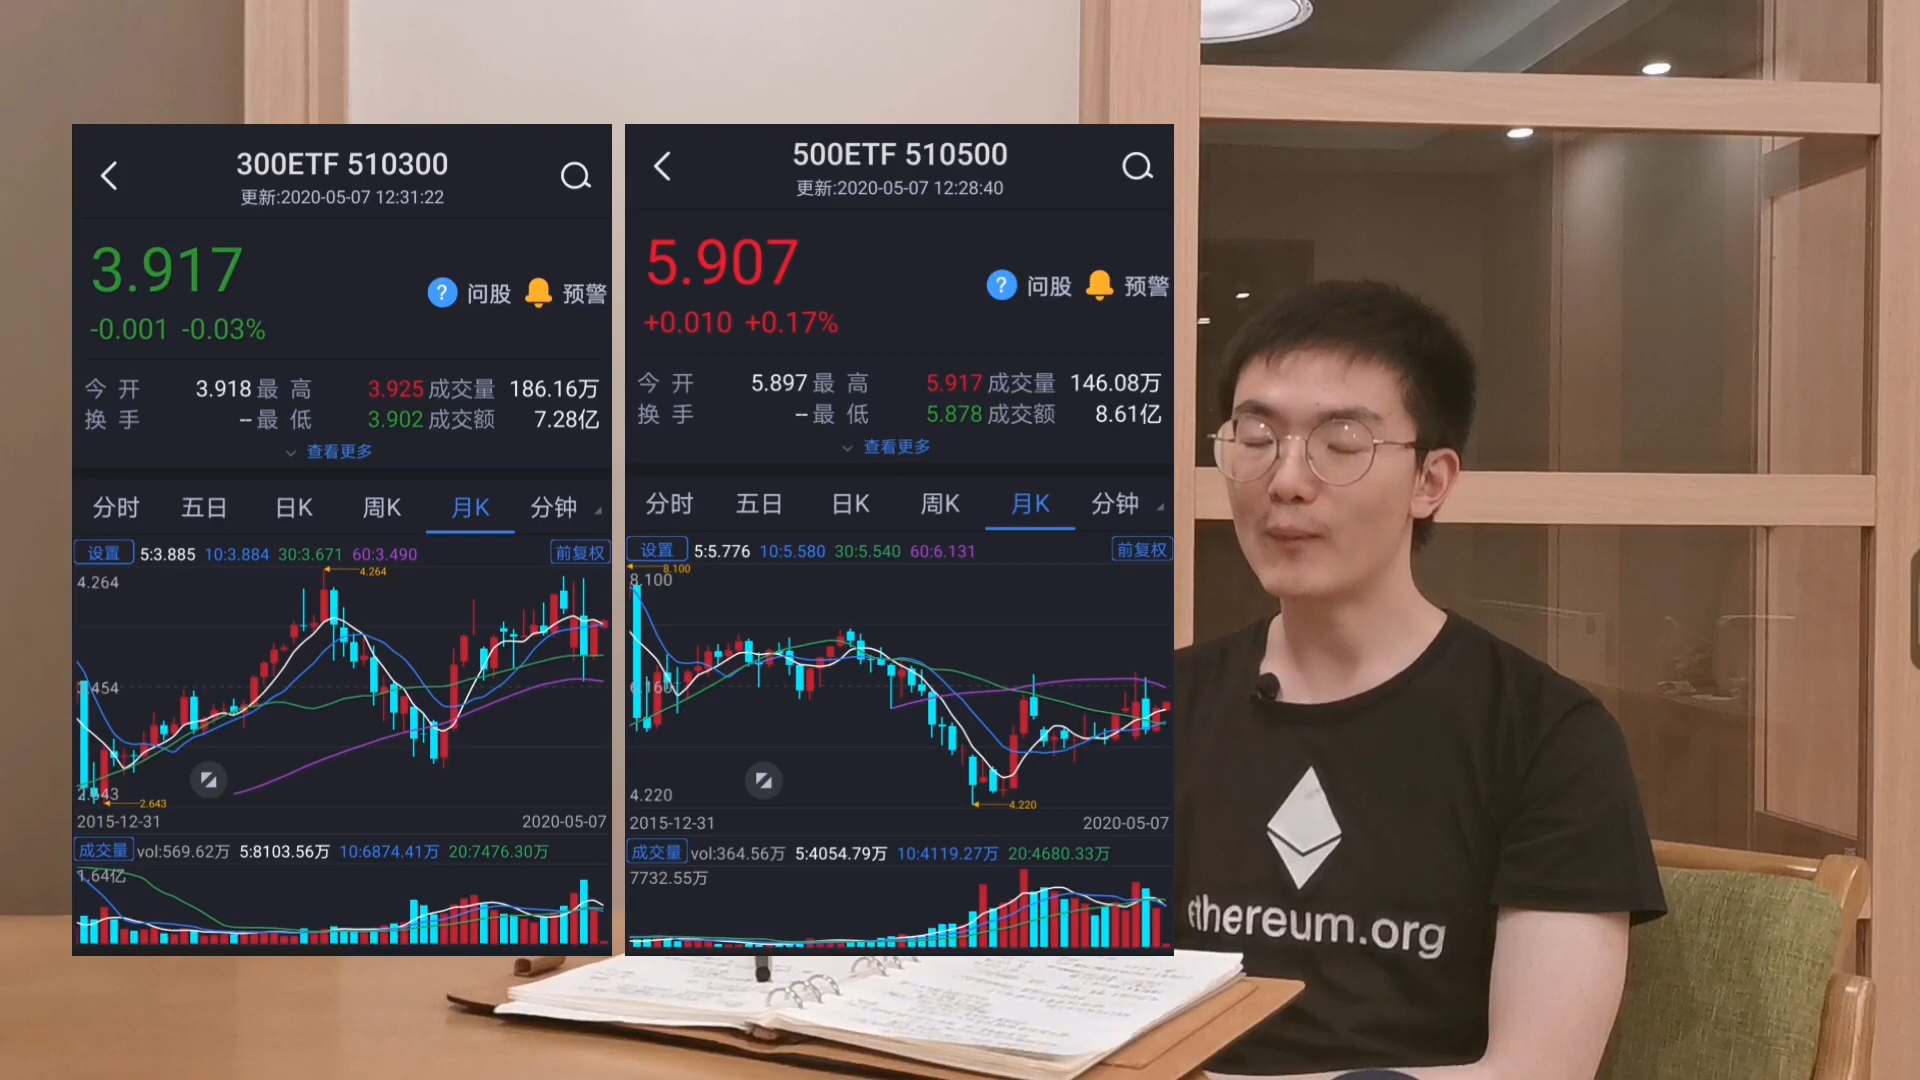 300ETF 510300
更新:2020-05-07 12:31:22
3.917
-0.001 -0.03%
? 问股 预警
今开 3.918 最高 3.925 成交量 186.16万
换手 -- 最低 3.902 成交额 7.28亿
查看更多
分时 五日 日K 周K 月K 分钟
设置 5:3.885 10:3.884 30:3.671 60:3.490 前复权
4.264
4.264
3.454
2.643
2.643
2015-12-31 2020-05-07
成交量 vol:569.62万 5:8103.56万 10:6874.41万 20:7476.30万
1.64亿
500ETF 510500
更新:2020-05-07 12:28:40
5.907
+0.010 +0.17%
? 问股 预警
今开 5.897 最高 5.917 成交量 146.08万
换手 -- 最低 5.878 成交额 8.61亿
查看更多
分时 五日 日K 周K 月K 分钟
设置 5:5.776 10:5.580 30:5.540 60:6.131 前复权
8.100
8.100
6.160
4.220
4.220
2015-12-31 2020-05-07
成交量 vol:364.56万 5:4054.79万 10:4119.27万 20:4680.33万
7732.55万
ethereum.org